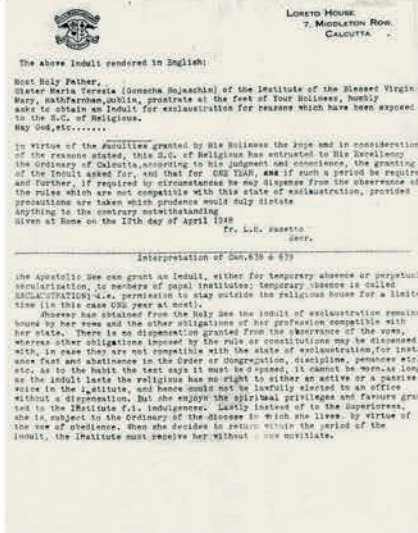 LORETO HOUSE.
7, MIDDLETON ROW,
CALCUTTA
The above Indult rendered in English:
Most Holy Father,
Sister Maria Teresia (Gonscha Bojaschin) of the Institute of the Blessed Virgin
Mary, Rathfarnham, Dublin, prostrate at the feet of Your Holiness, humbly
asks to obtain an Indult for exclaustration for reasons which have been exposed
to the S.C. of Religious.
May God, etc.......
In virtue of the Faculties granted by His Holiness the Pope and in consideration
of the reasons stated, this S.C. of Religious has entrusted to His Excellency
the Ordinary of Calcutta, according to his judgment and conscience, the granting
of the Indult asked for, and that for ONE YEAR, and if such a period be require
and further, if required by circumstances he may dispense from the observance of
the rules which are not compatible with this state of exclaustration, provided
precautions are taken which prudence would duly dictate
Anything to the contrary notwithstanding
Given at Rome on the 12th day of April 1948
fr. L.H. Pasetto
Secr.
Interpretation of Can.638 & 639
the Apostolic See can grant an Indult, either for temporary absence or perpetual
secularization, to members of papal institutes; temporary absence is called
EXCLAUSTRATION, i.e. permission to stay outside the religious house for a limite
time (in this case ONE year at most).
Whoever has obtained from the Holy See the indult of exclaustration remain
bound by her vows and the other obligations of her profession compatible with
her state. There is no dispensation granted from the observance of the vows,
whereas other obligations imposed by the rule or constitutions may be dispensed
with, in case they are not compatible with the state of exclaustration, for inst
ance fast and abstinence in the Order or Congregation, discipline, penances etc.
etc. As to the habit the text says it must be deposed, it cannot be worn. as long
as the indult lasts the religious has no right to either an active or a passive
voice in the Institute, and hence could not be lawfully elected to an office
without a dispensation. But she enjoys the spiritual privileges and favours gran
ted to the Institute f.i. indulgences. Lastly instead of to the Superioress,
she is subject to the Ordinary of the diocese in which she lives. by virtue of
the vow of obedience. When she decides to return within the period of the
indult, the Institute must receive her without a new novitiate.